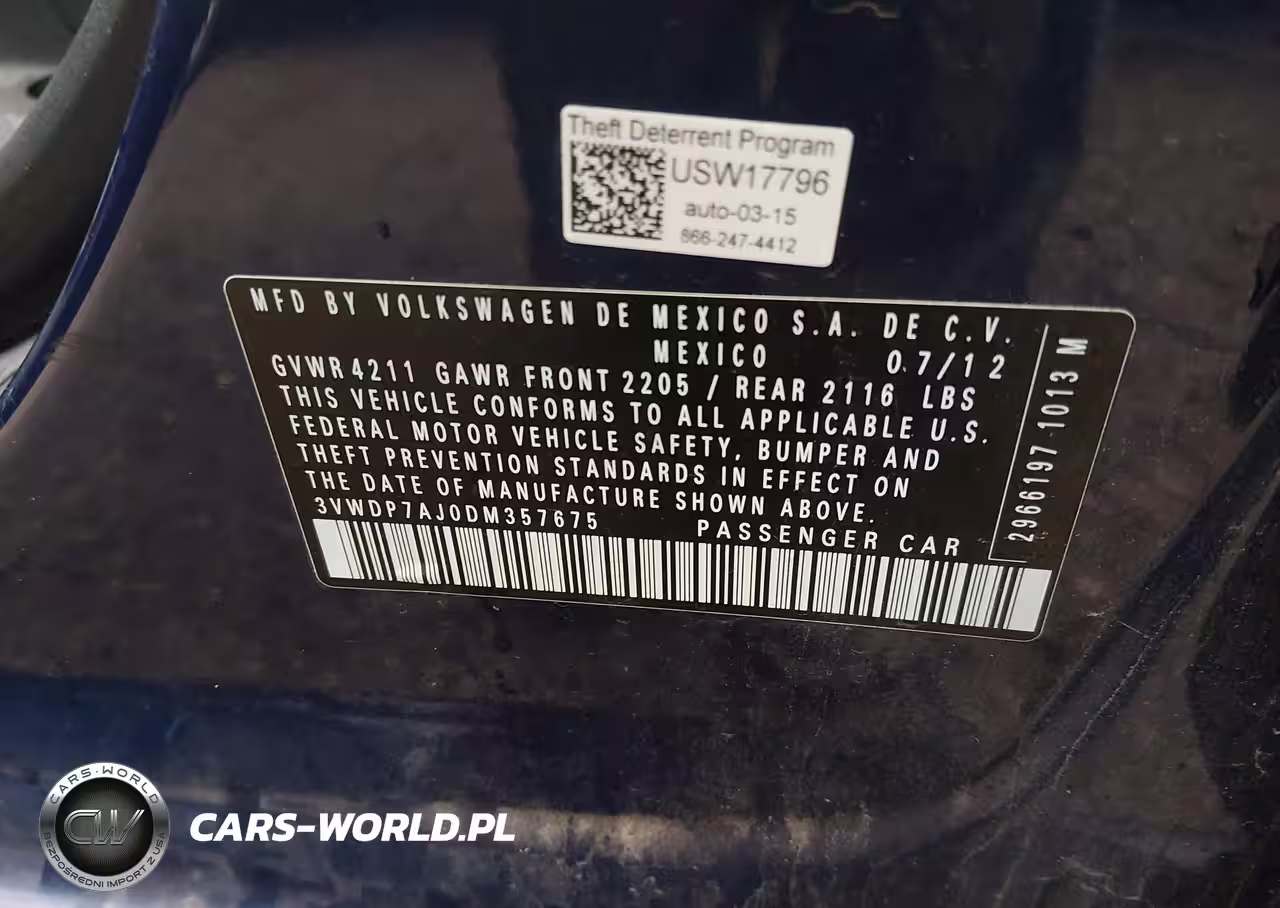 Theft Deterrent Program
USW17796
auto-03-15
866-247-4412
MFD BY VOLKSWAGEN DE MEXICO S.A. DE C.V.
MEXICO 07/12
GVWR 4211 GAWR FRONT 2205 / REAR 2116 LBS
THIS VEHICLE CONFORMS TO ALL APPLICABLE U.S.
FEDERAL MOTOR VEHICLE SAFETY, BUMPER AND
THEFT PREVENTION STANDARDS IN EFFECT ON
THE DATE OF MANUFACTURE SHOWN ABOVE.
3VWDP7AJ0DM357675 PASSENGER CAR
2966197 1013 M
CARS-WORLD
CW
BEZPOŚREDNI IMPORT Z USA
CARS-WORLD.PL